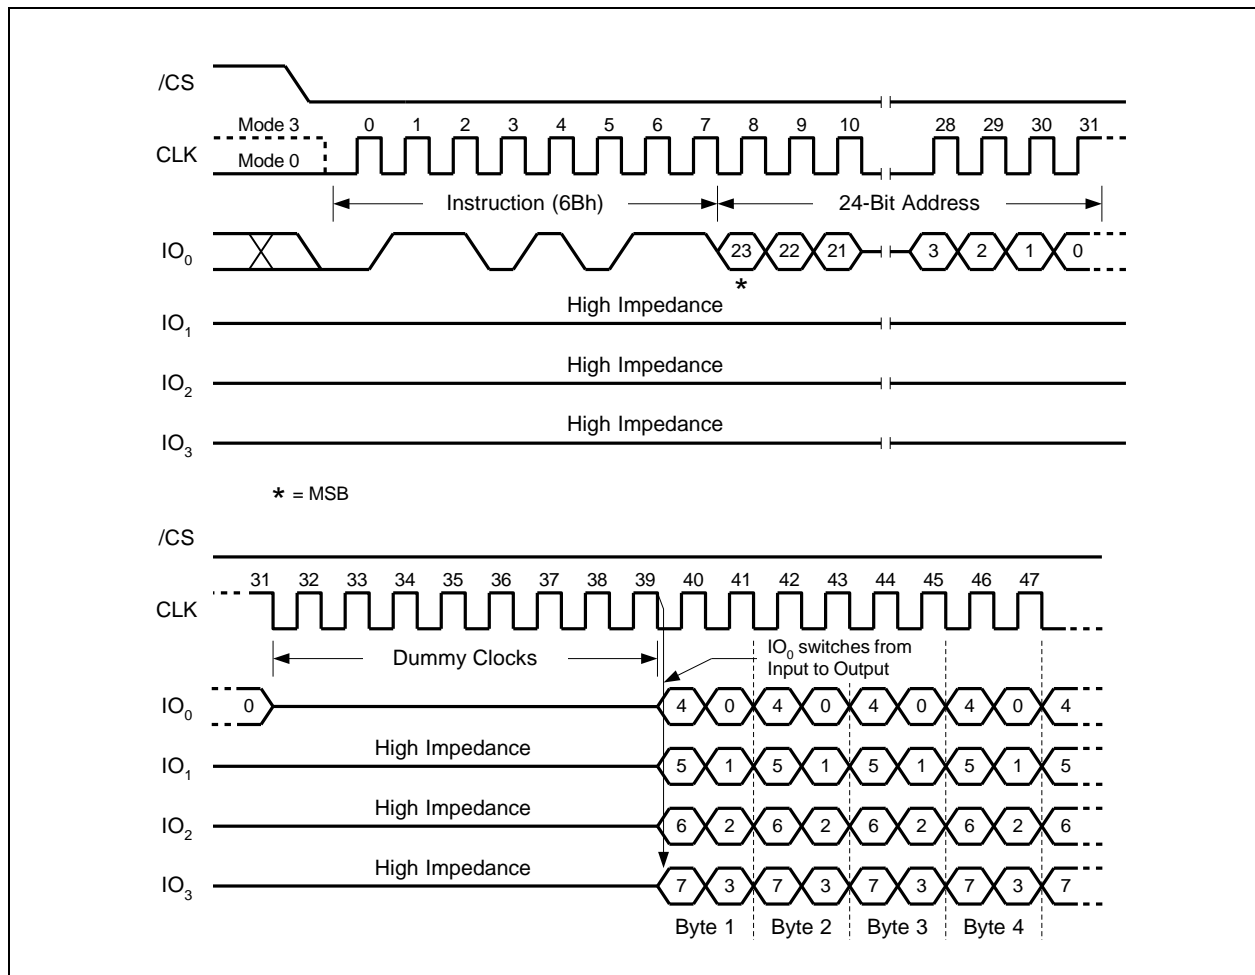 /CS
Mode 3
0 1 2 3 4 5 6 7 8 9 10 28 29 30 31
CLK
Mode 0
Instruction (6Bh) 24-Bit Address
IO0 23 22 21 3 2 1 0
*
High Impedance
IO1
High Impedance
IO2
High Impedance
IO3
* = MSB
/CS
31 32 33 34 35 36 37 38 39 40 41 42 43 44 45 46 47
CLK
Dummy Clocks
IO0 switches from
Input to Output
IO0 0 4 0 4 0 4 0 4 0 4
High Impedance
IO1 5 1 5 1 5 1 5 1 5
High Impedance
IO2 6 2 6 2 6 2 6 2 6
High Impedance
IO3 7 3 7 3 7 3 7 3 7
Byte 1 Byte 2 Byte 3 Byte 4